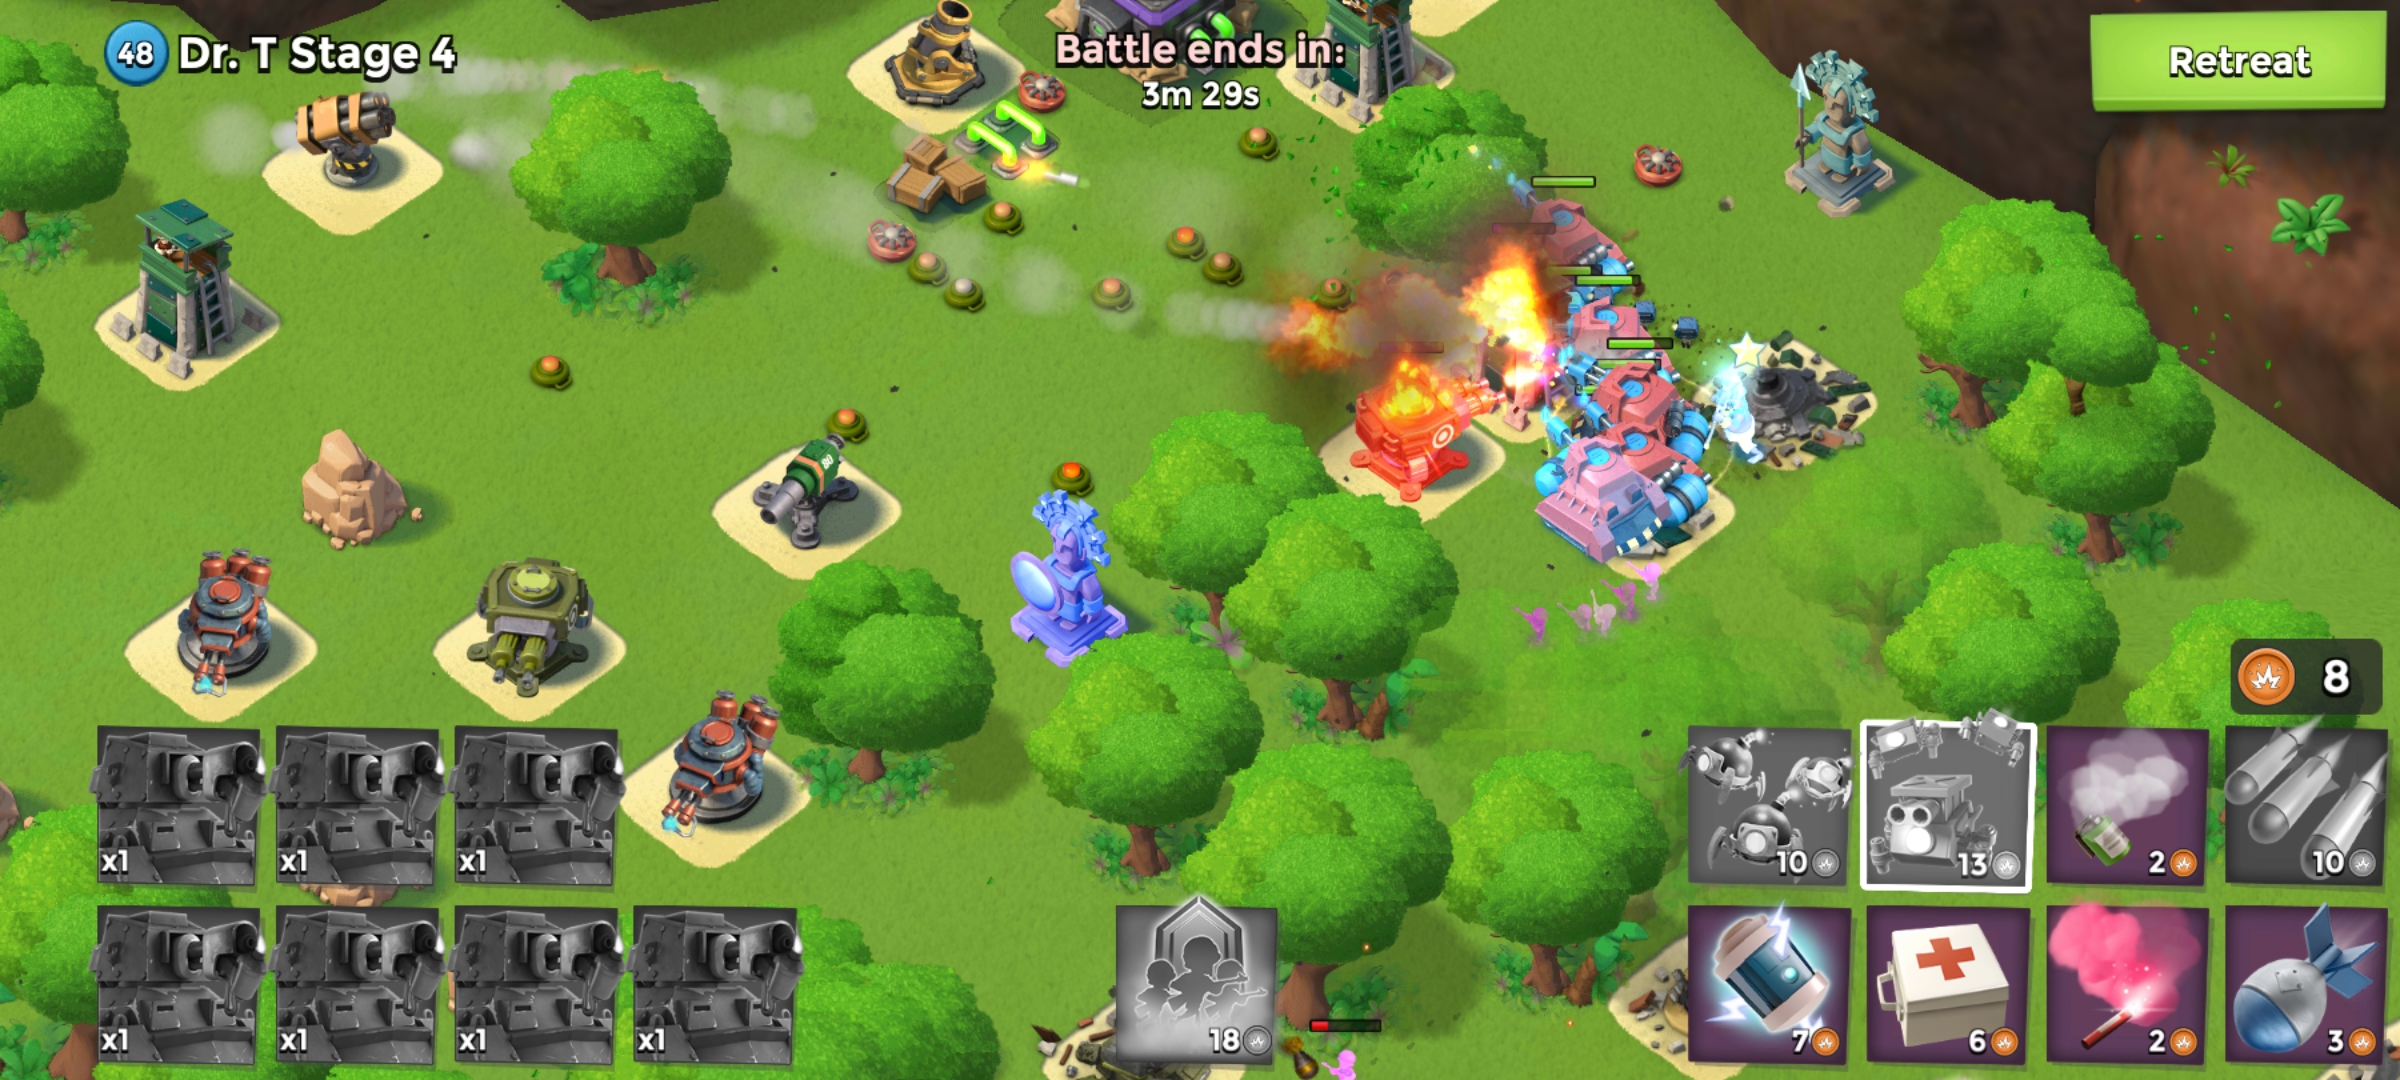 48 Dr. T Stage 4
Battle ends in:
3m 29s
Retreat
80
8
x1 x1 x1
10 13 2 10
x1 x1 x1 x1
18
7 6 2 3